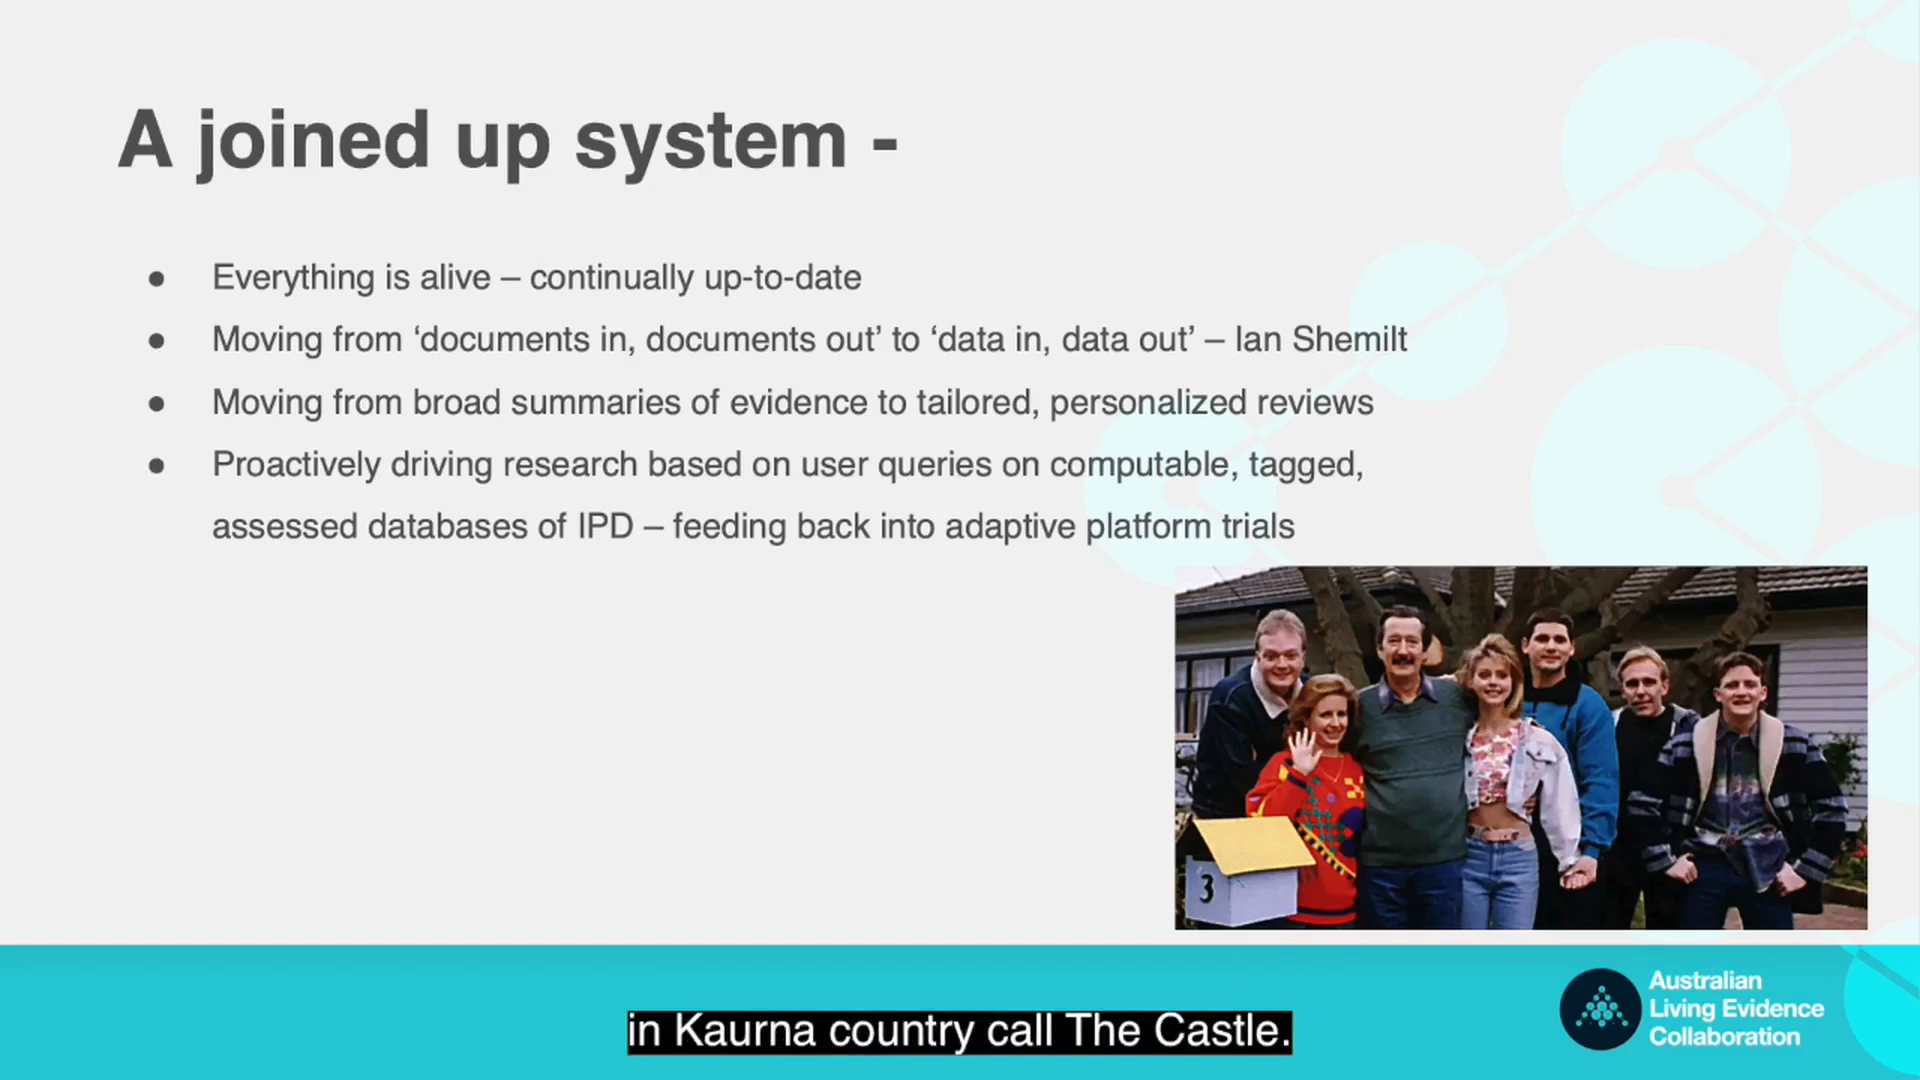 A joined up system -
● Everything is alive – continually up-to-date
● Moving from ‘documents in, documents out’ to ‘data in, data out’ – Ian Shemilt
● Moving from broad summaries of evidence to tailored, personalized reviews
● Proactively driving research based on user queries on computable, tagged,
assessed databases of IPD – feeding back into adaptive platform trials
3
in Kaurna country call The Castle.
Australian
Living Evidence
Collaboration